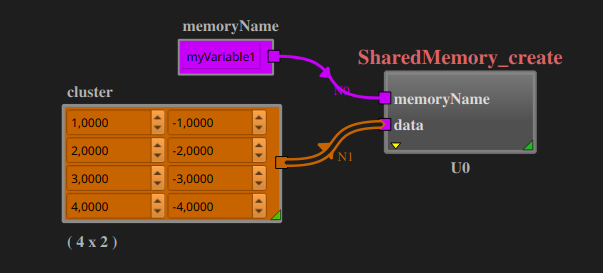 memoryName
myVariable1
SharedMemory_create
N0
memoryName
cluster
data
1,0000 -1,0000
N1
2,0000 -2,0000
U0
3,0000 -3,0000
4,0000 -4,0000
( 4 x 2 )